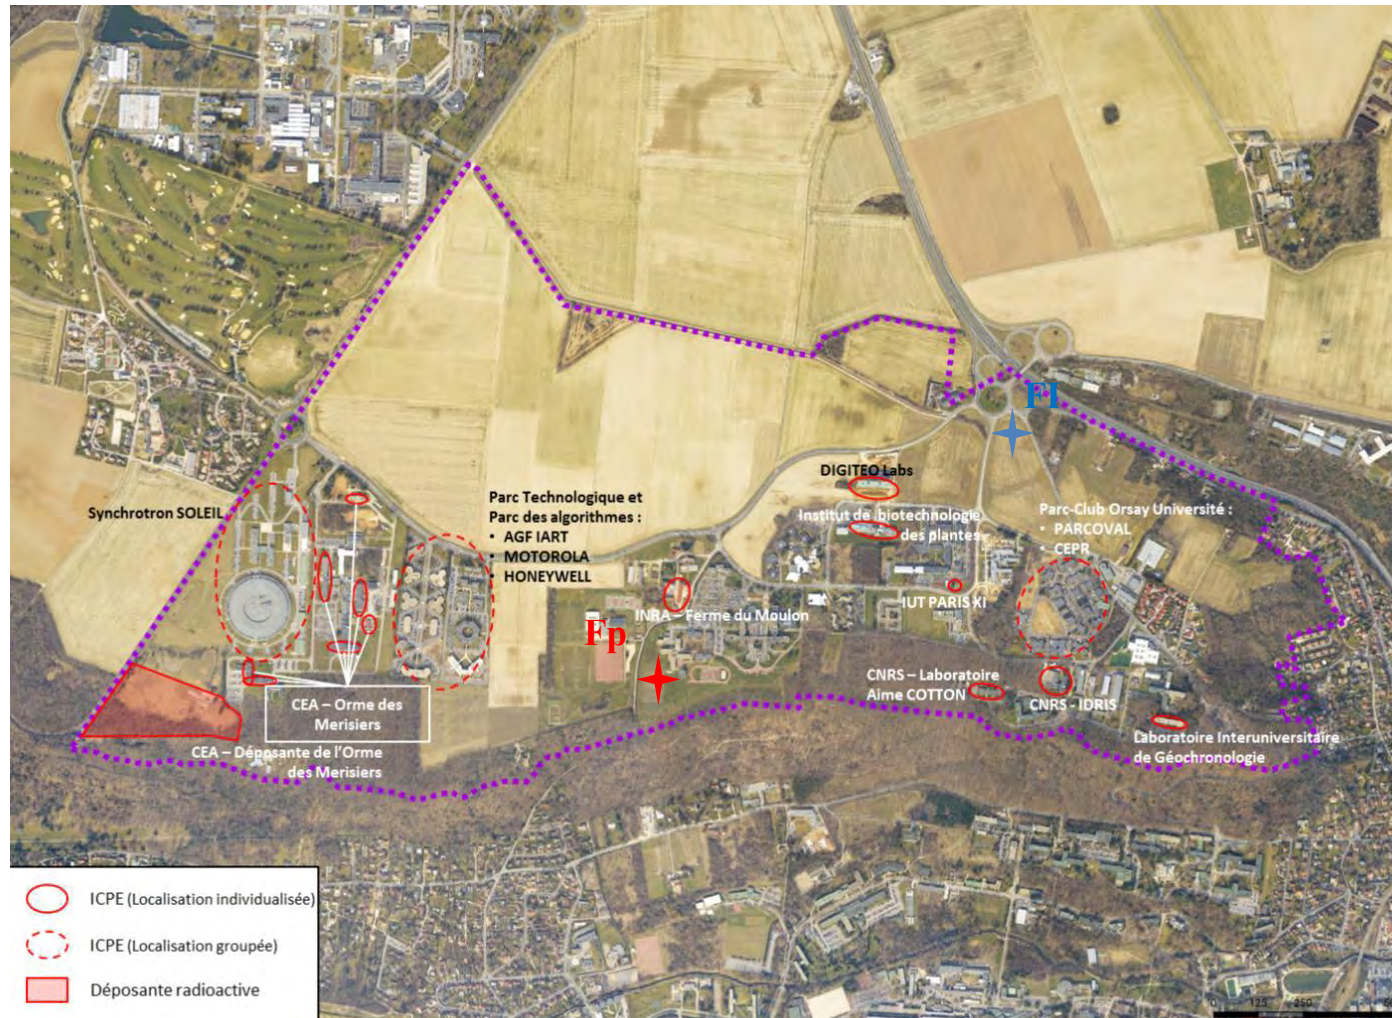 FI
DIGITEO Labs
Parc Technologique et
Parc des algorithmes :
• AGF IART
• MOTOROLA
• HONEYWELL
Synchrotron SOLEIL
Institut de biotechnologie
des plantes
Parc-Club Orsay Université :
• PARCOVAL
• CEPR
IUT PARIS XI
INRA – Ferme du Moulon
Fp
CNRS – Laboratoire
Aime COTTON
CNRS - IDRIS
CEA – Orme des
Merisiers
CEA – Déposante de l'Orme
des Merisiers
Laboratoire Interuniversitaire
de Géochronologie
ICPE (Localisation individualisée)
ICPE (Localisation groupée)
Déposante radioactive
0 125 250